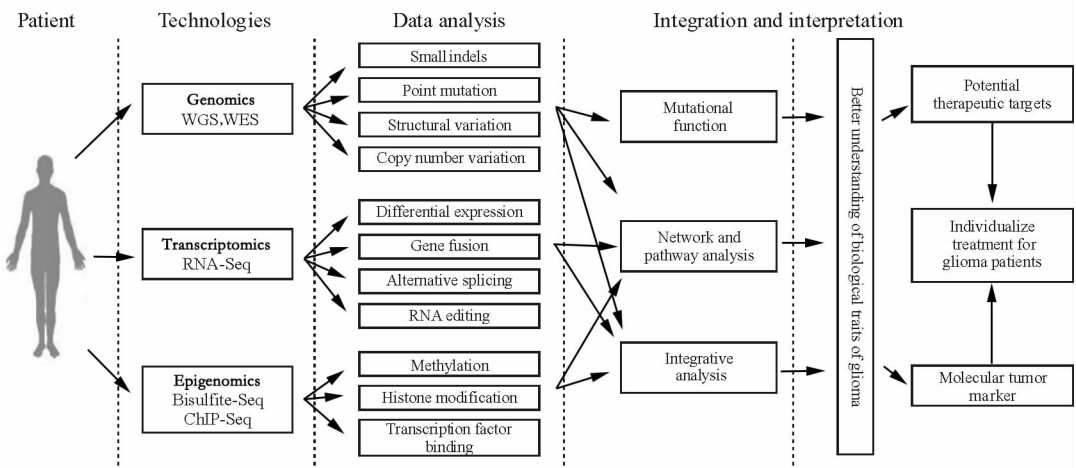 Patient
Technologies
Data analysis
Integration and interpretation
Genomics
WGS,WES
Transcriptomics
RNA-Seq
Epigenomics
Bisulfite-Seq
ChIP-Seq
Small indels
Point mutation
Structural variation
Copy number variation
Differential expression
Gene fusion
Alternative splicing
RNA editing
Methylation
Histone modification
Transcription factor
binding
Mutational
function
Network and
pathway analysis
Integrative
analysis
Better understanding of biological traits of glioma
Potential
therapeutic targets
Individualize
treatment for
glioma patients
Molecular tumor
marker